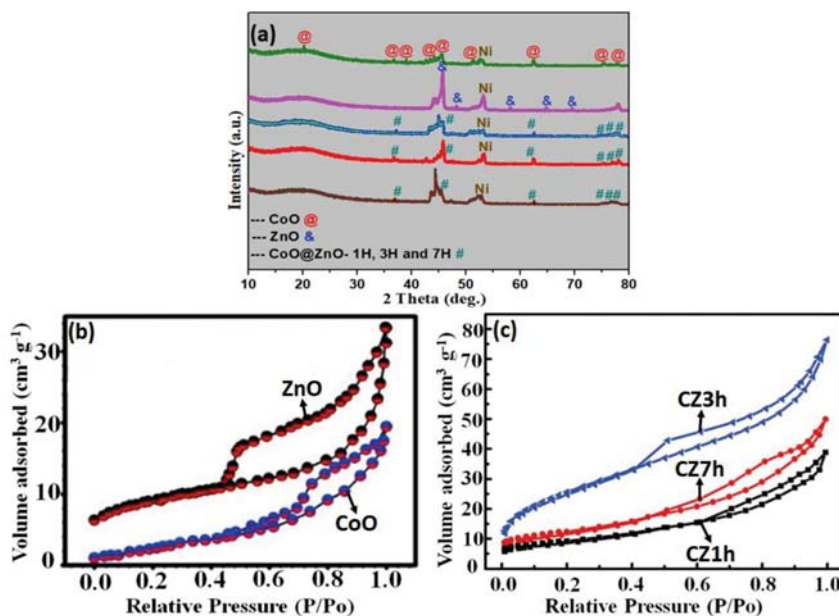 (a)
@ @ @ @ @ @ @ @ @
& Ni
& & & &
Ni
# # Ni # # # #
# # Ni # # # #
# # Ni # # # #
Intensity (a.u.)
--- CoO @
--- ZnO &
--- CoO@ZnO- 1H, 3H and 7H #
10 20 30 40 50 60 70 80
2 Theta (deg.)
(b)
Volume adsorbed (cm³ g⁻¹)
30
20
10
0
ZnO
CoO
0.0 0.2 0.4 0.6 0.8 1.0
Relative Pressure (P/Po)
(c)
Volume adsorbed (cm³ g⁻¹)
80
70
60
50
40
30
20
10
0
CZ3h
CZ7h
CZ1h
0.0 0.2 0.4 0.6 0.8 1.0
Relative Pressure (P/Po)